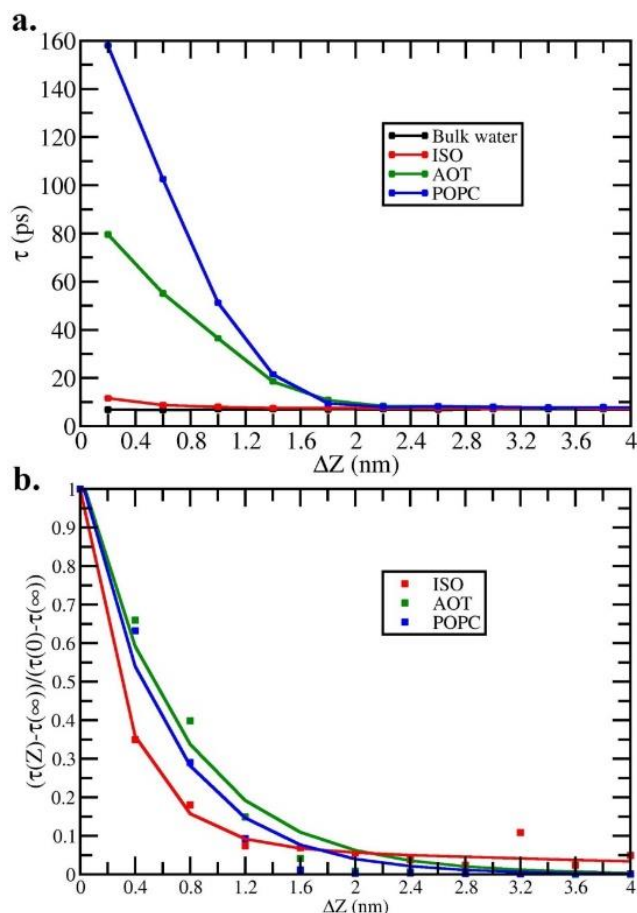 a.
160
140
120
100
80
60
40
20
0
τ (ps)
Bulk water
ISO
AOT
POPC
0 0.4 0.8 1.2 1.6 2 2.4 2.8 3.2 3.6 4
ΔZ (nm)
b.
1
0.9
0.8
0.7
0.6
0.5
0.4
0.3
0.2
0.1
0
(τ(Z)-τ(∞))/(τ(0)-τ(∞))
ISO
AOT
POPC
0 0.4 0.8 1.2 1.6 2 2.4 2.8 3.2 3.6 4
ΔZ (nm)